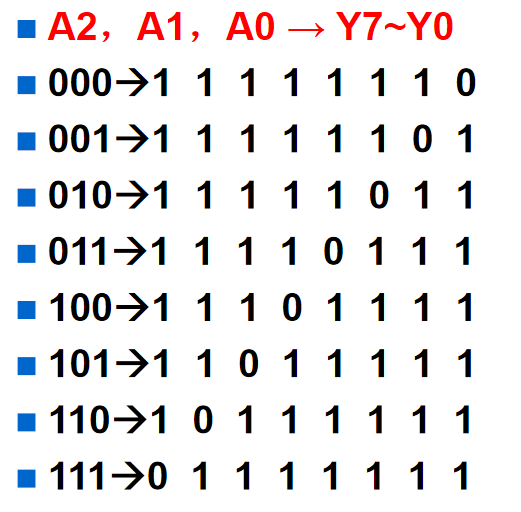 ■ A2，A1，A0 → Y7~Y0
■ 000→1 1 1 1 1 1 1 0
■ 001→1 1 1 1 1 1 0 1
■ 010→1 1 1 1 1 0 1 1
■ 011→1 1 1 1 0 1 1 1
■ 100→1 1 1 0 1 1 1 1
■ 101→1 1 0 1 1 1 1 1
■ 110→1 0 1 1 1 1 1 1
■ 111→0 1 1 1 1 1 1 1